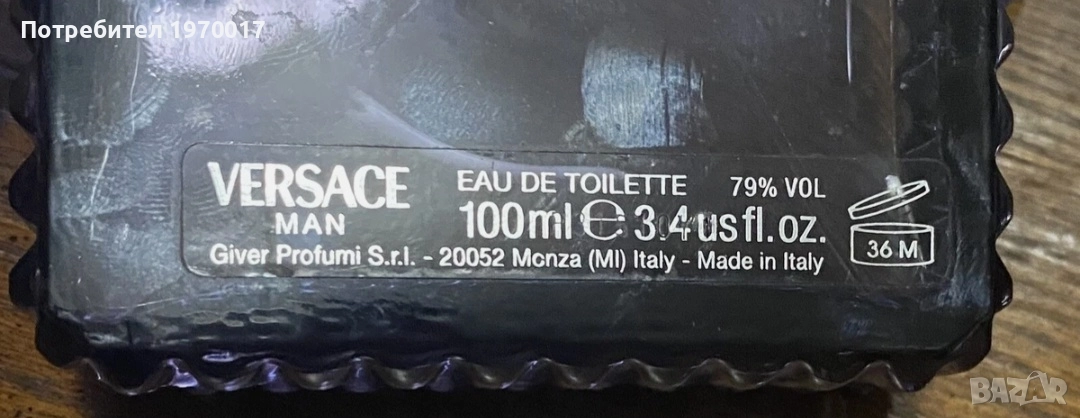 Потребител 1970017
VERSACE
MAN
EAU DE TOILETTE 79% VOL
100ml ℮ 3.4 us fl.oz.
Giver Profumi S.r.l. - 20052 Monza (MI) Italy - Made in Italy
36 M
BAZAR